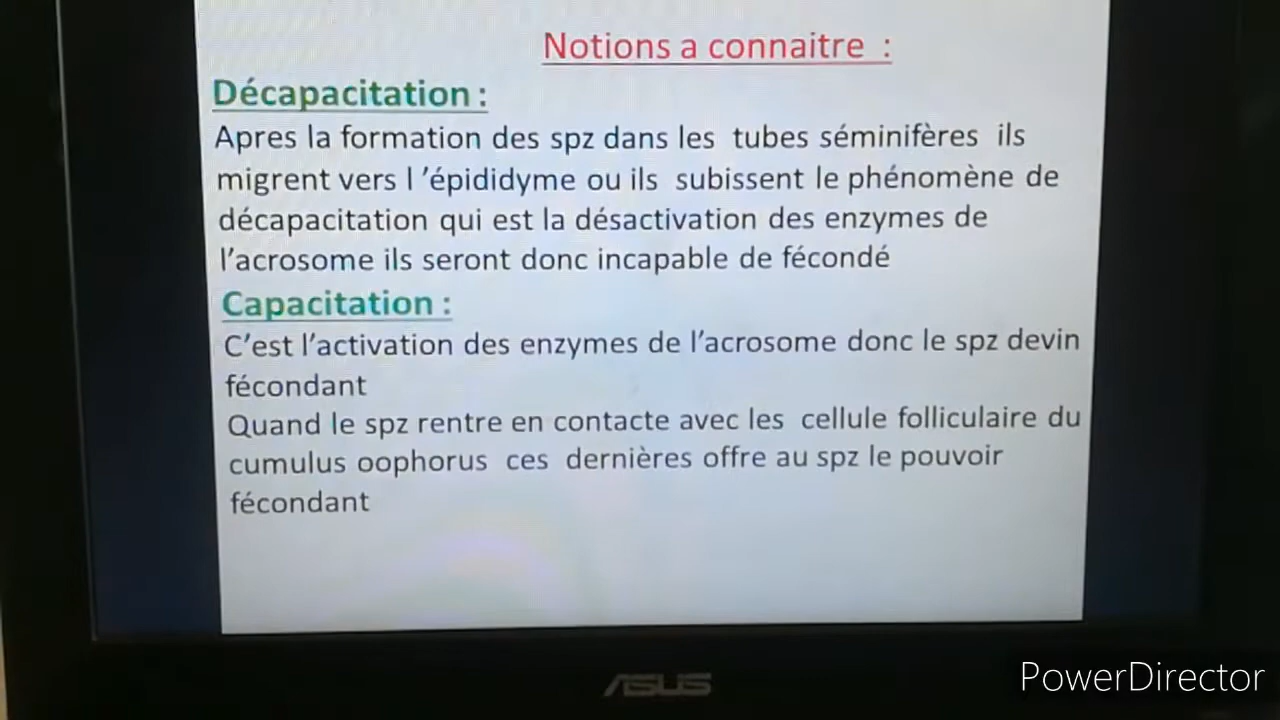 Notions a connaitre :
Décapacitation :
Apres la formation des spz dans les tubes séminifères ils
migrent vers l ’épididyme ou ils subissent le phénomène de
décapacitation qui est la désactivation des enzymes de
l’acrosome ils seront donc incapable de fécondé
Capacitation :
C’est l’activation des enzymes de l’acrosome donc le spz devin
fécondant
Quand le spz rentre en contacte avec les cellule folliculaire du
cumulus oophorus ces dernières offre au spz le pouvoir
fécondant
ASUS
PowerDirector